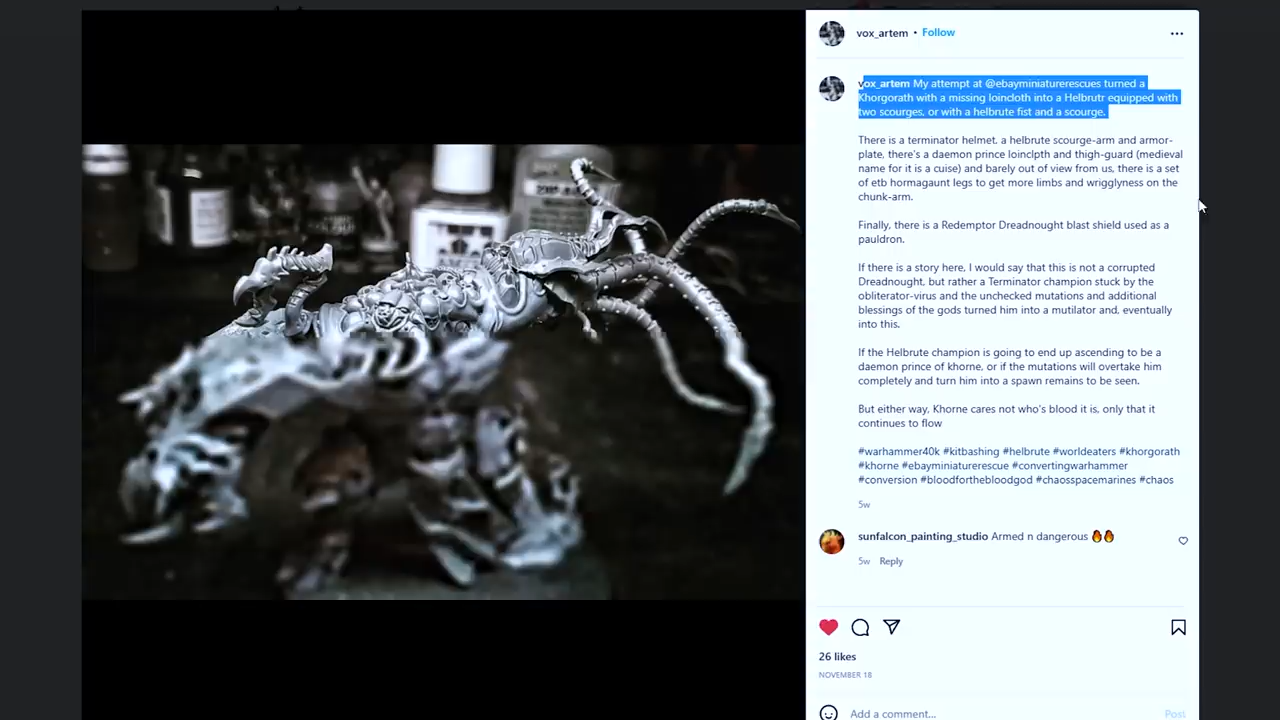 vox_artem • Follow
vox_artem My attempt at @ebayminiaturerescues turned a
Khorgorath with a missing loincloth into a Helbrutr equipped with
two scourges, or with a helbrute fist and a scourge.
There is a terminator helmet, a helbrute scourge-arm and armor-
plate, there's a daemon prince loinclpth and thigh-guard (medieval
name for it is a cuise) and barely out of view from us, there is a set
of etb hormagaunt legs to get more limbs and wrigglyness on the
chunk-arm.
Finally, there is a Redemptor Dreadnought blast shield used as a
pauldron.
If there is a story here, I would say that this is not a corrupted
Dreadnought, but rather a Terminator champion stuck by the
obliterator-virus and the unchecked mutations and additional
blessings of the gods turned him into a mutilator and, eventually
into this.
If the Helbrute champion is going to end up ascending to be a
daemon prince of khorne, or if the mutations will overtake him
completely and turn him into a spawn remains to be seen.
But either way, Khorne cares not who's blood it is, only that it
continues to flow
#warhammer40k #kitbashing #helbrute #worldeaters #khorgorath
#khorne #ebayminiaturerescue #convertingwarhammer
#conversion #bloodforthebloodgod #chaosspacemarines #chaos
5w
sunfalcon_painting_studio Armed n dangerous 🔥🔥
5w Reply
26 likes
NOVEMBER 18
Add a comment... Post